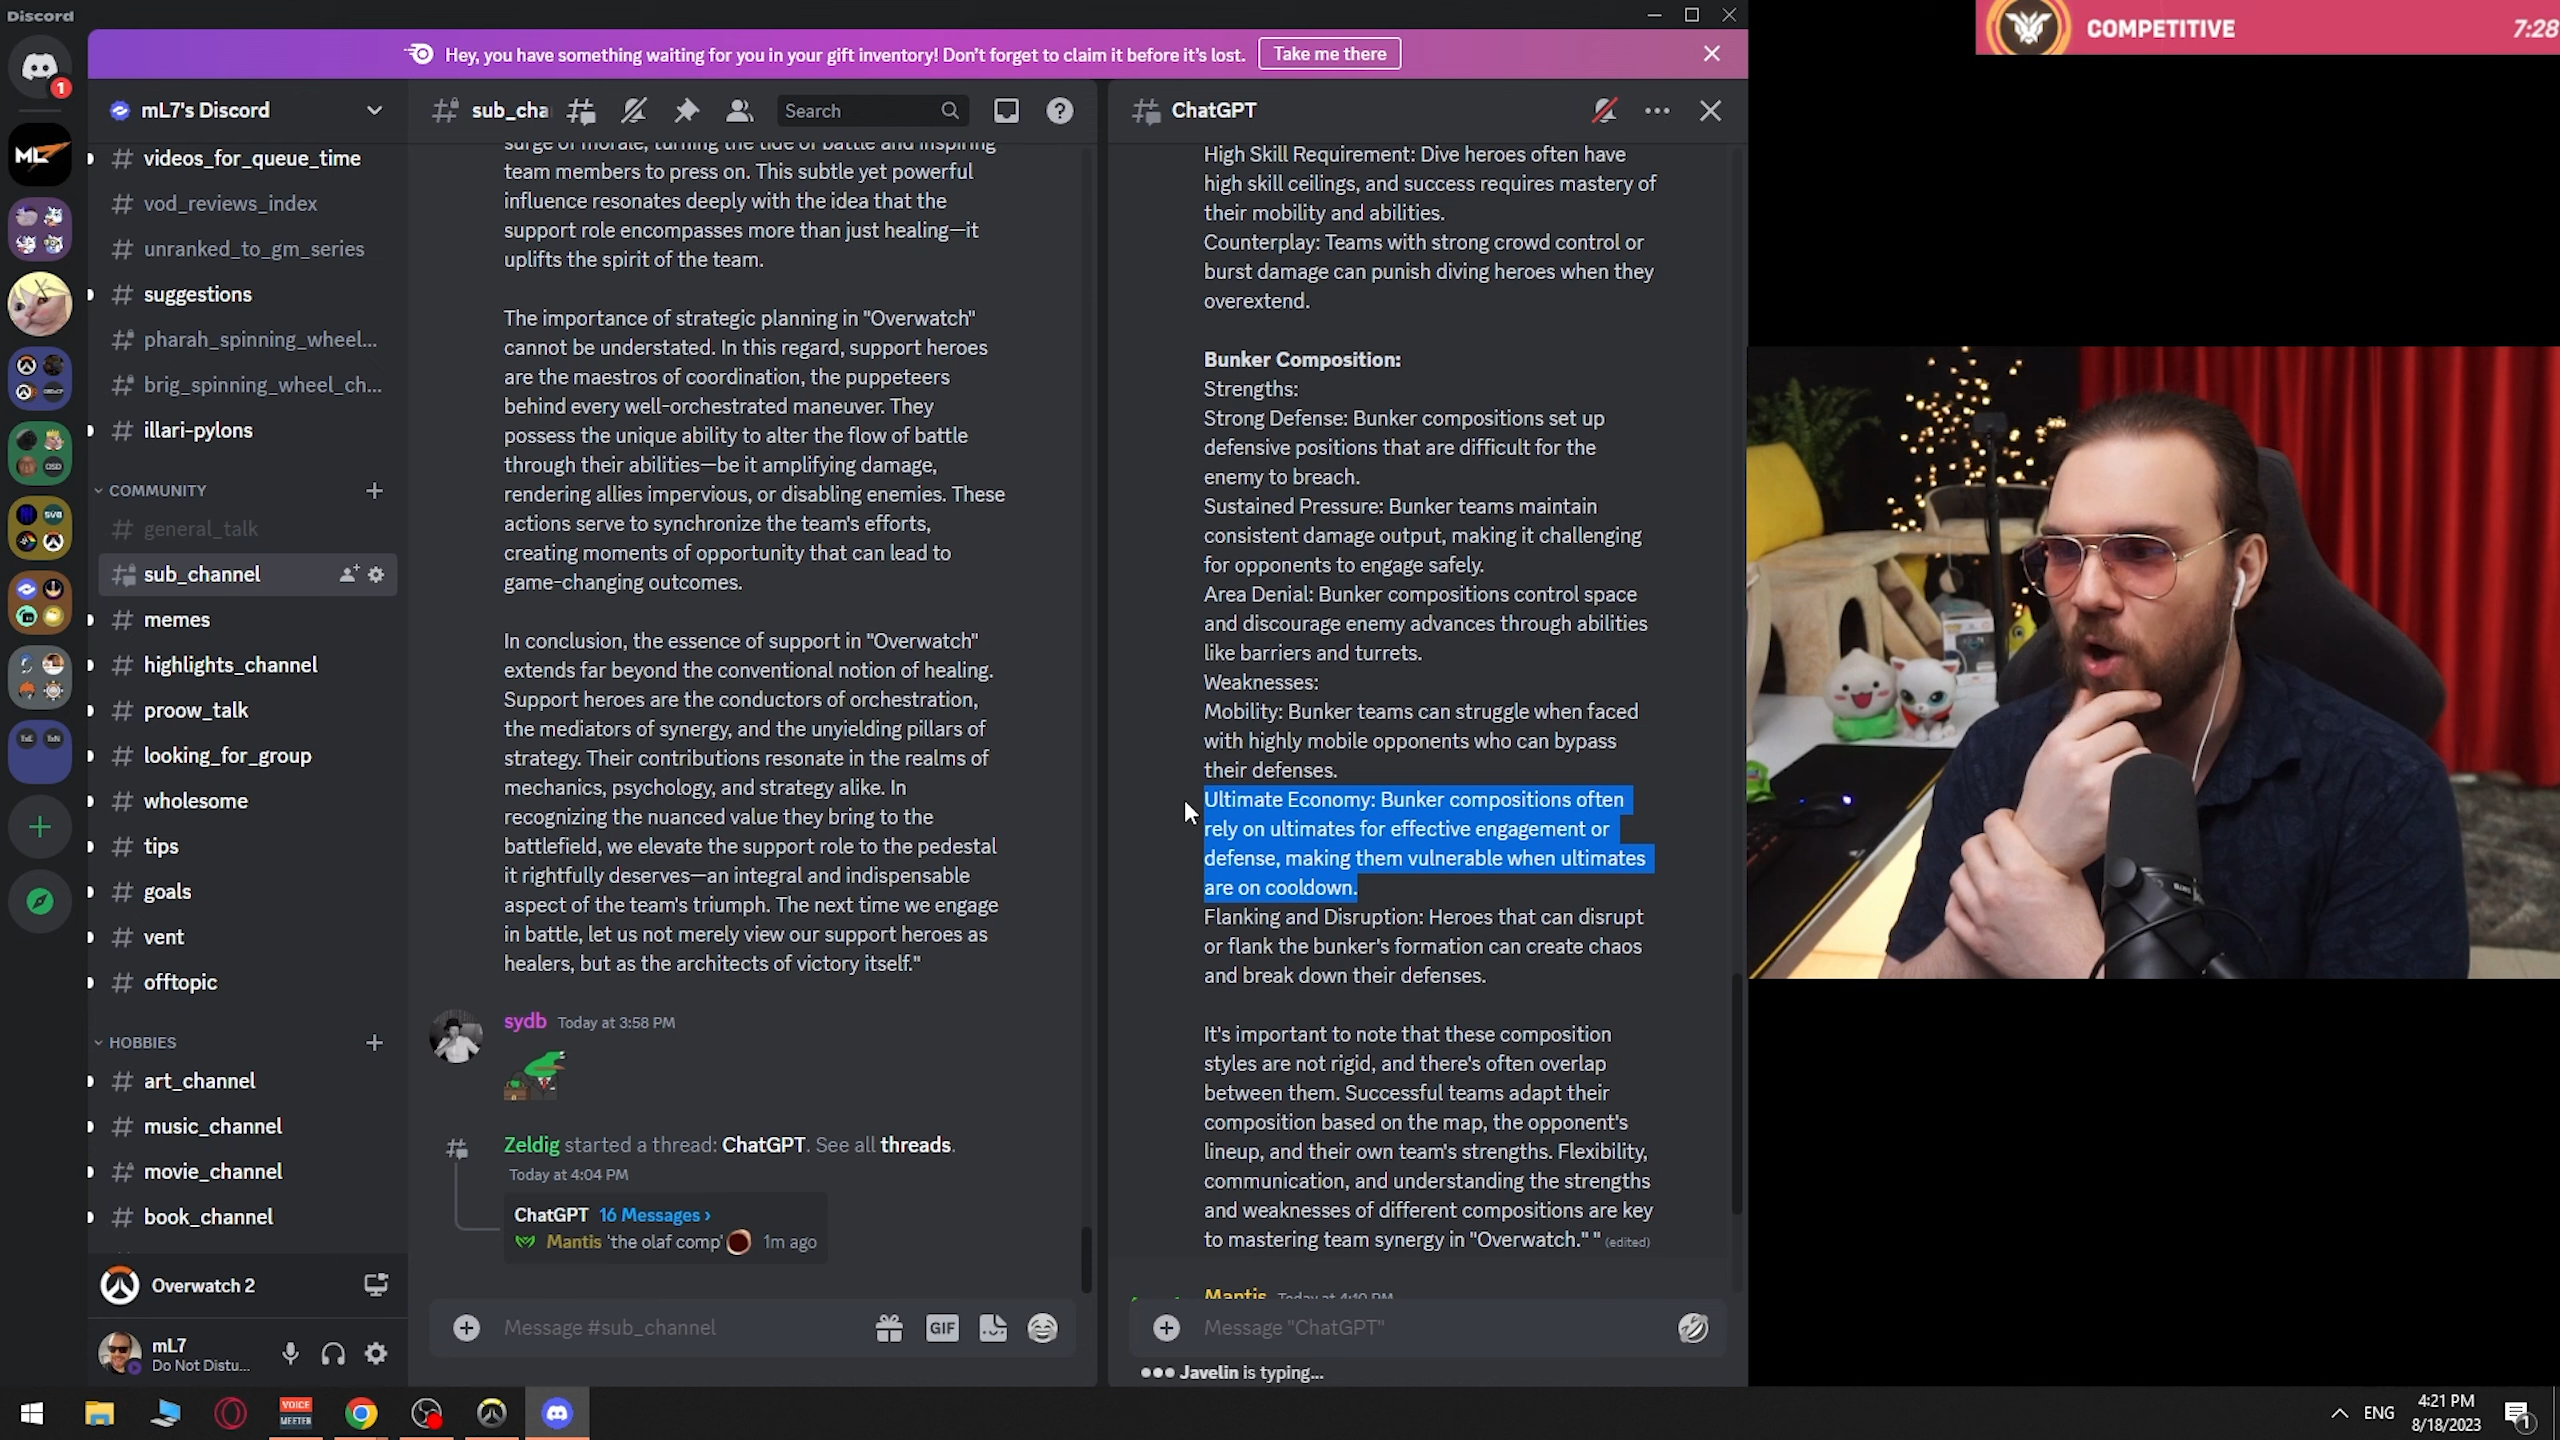 Discord
Hey, you have something waiting for you in your gift inventory! Don't forget to claim it before it's lost.
Take me there
COMPETITIVE
7:28
1
mL7's Discord
videos_for_queue_time
vod_reviews_index
unranked_to_gm_series
suggestions
pharah_spinning_wheel...
brig_spinning_wheel_ch...
illari-pylons
COMMUNITY
general_talk
sub_channel
memes
highlights_channel
proow_talk
looking_for_group
wholesome
tips
goals
vent
offtopic
HOBBIES
art_channel
music_channel
movie_channel
book_channel
Overwatch 2
mL7
Do Not Distu...
sub_cha
Search
surge of morale, turning the tide of battle and inspiring
team members to press on. This subtle yet powerful
influence resonates deeply with the idea that the
support role encompasses more than just healing—it
uplifts the spirit of the team.
The importance of strategic planning in "Overwatch"
cannot be understated. In this regard, support heroes
are the maestros of coordination, the puppeteers
behind every well-orchestrated maneuver. They
possess the unique ability to alter the flow of battle
through their abilities—be it amplifying damage,
rendering allies impervious, or disabling enemies. These
actions serve to synchronize the team's efforts,
creating moments of opportunity that can lead to
game-changing outcomes.
In conclusion, the essence of support in "Overwatch"
extends far beyond the conventional notion of healing.
Support heroes are the conductors of orchestration,
the mediators of synergy, and the unyielding pillars of
strategy. Their contributions resonate in the realms of
mechanics, psychology, and strategy alike. In
recognizing the nuanced value they bring to the
battlefield, we elevate the support role to the pedestal
it rightfully deserves—an integral and indispensable
aspect of the team's triumph. The next time we engage
in battle, let us not merely view our support heroes as
healers, but as the architects of victory itself."
sydb Today at 3:58 PM
Zeldig started a thread: ChatGPT. See all threads.
Today at 4:04 PM
ChatGPT 16 Messages ›
Mantis 'the olaf comp' 1m ago
Message #sub_channel
GIF
ChatGPT
High Skill Requirement: Dive heroes often have
high skill ceilings, and success requires mastery of
their mobility and abilities.
Counterplay: Teams with strong crowd control or
burst damage can punish diving heroes when they
overextend.
Bunker Composition:
Strengths:
Strong Defense: Bunker compositions set up
defensive positions that are difficult for the
enemy to breach.
Sustained Pressure: Bunker teams maintain
consistent damage output, making it challenging
for opponents to engage safely.
Area Denial: Bunker compositions control space
and discourage enemy advances through abilities
like barriers and turrets.
Weaknesses:
Mobility: Bunker teams can struggle when faced
with highly mobile opponents who can bypass
their defenses.
Ultimate Economy: Bunker compositions often
rely on ultimates for effective engagement or
defense, making them vulnerable when ultimates
are on cooldown.
Flanking and Disruption: Heroes that can disrupt
or flank the bunker's formation can create chaos
and break down their defenses.
It's important to note that these composition
styles are not rigid, and there's often overlap
between them. Successful teams adapt their
composition based on the map, the opponent's
lineup, and their own team's strengths. Flexibility,
communication, and understanding the strengths
and weaknesses of different compositions are key
to mastering team synergy in "Overwatch." " (edited)
Mantis Today at 4:10 PM
Message "ChatGPT"
Javelin is typing...
VOICE
MEETER
ENG
4:21 PM
8/18/2023
1